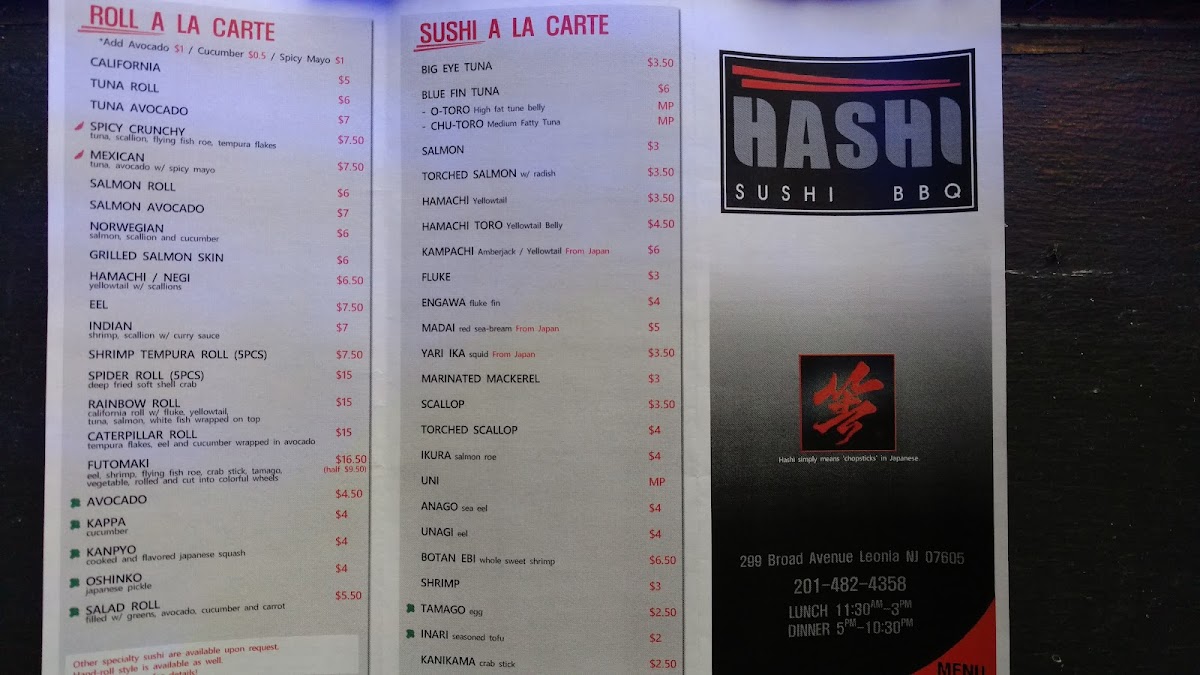 ROLL A LA CARTE
*Add Avocado $1 / Cucumber $0.5 / Spicy Mayo $1
CALIFORNIA $5
TUNA ROLL $6
TUNA AVOCADO $7
SPICY CRUNCHY $7.50
tuna, scallion, flying fish roe, tempura flakes
MEXICAN $7.50
tuna, avocado w/ spicy mayo
SALMON ROLL $6
SALMON AVOCADO $7
NORWEGIAN $6
salmon, scallion and cucumber
GRILLED SALMON SKIN $6
HAMACHI / NEGI $6.50
yellowtail w/ scallions
EEL $7.50
INDIAN $7
shrimp, scallion w/ curry sauce
SHRIMP TEMPURA ROLL (5PCS) $7.50
SPIDER ROLL (5PCS) $15
deep fried soft shell crab
RAINBOW ROLL $15
california roll w/ fluke, yellowtail,
tuna, salmon, white fish wrapped on top
CATERPILLAR ROLL $15
tempura flakes, eel and cucumber wrapped in avocado
FUTOMAKI $16.50
eel, shrimp, flying fish roe, crab stick, tamago, (half $9.50)
vegetable, rolled and cut into colorful wheels
AVOCADO $4.50
KAPPA $4
cucumber
KANPYO $4
cooked and flavored japanese squash
OSHINKO $4
japanese pickle
SALAD ROLL $5.50
filled w/ greens, avocado, cucumber and carrot
Other specialty sushi are available upon request.
Hand-roll style is available as well.
details!
SUSHI A LA CARTE
BIG EYE TUNA $3.50
BLUE FIN TUNA $6
- O-TORO High fat tune belly MP
- CHU-TORO Medium Fatty Tuna MP
SALMON $3
TORCHED SALMON w/ radish $3.50
HAMACHI Yellowtail $3.50
HAMACHI TORO Yellowtail Belly $4.50
KAMPACHI Amberjack / Yellowtail From Japan $6
FLUKE $3
ENGAWA fluke fin $4
MADAI red sea-bream From Japan $5
YARI IKA squid From Japan $3.50
MARINATED MACKEREL $3
SCALLOP $3.50
TORCHED SCALLOP $4
IKURA salmon roe $4
UNI MP
ANAGO sea eel $4
UNAGI eel $4
BOTAN EBI whole sweet shrimp $6.50
SHRIMP $3
TAMAGO egg $2.50
INARI seasoned tofu $2
KANIKAMA crab stick $2.50
HASHI
SUSHI BBQ
Hashi simply means 'chopsticks' in Japanese.
299 Broad Avenue Leonia NJ 07605
201-482-4358
LUNCH 11:30AM-3PM
DINNER 5PM-10:30PM
MENU